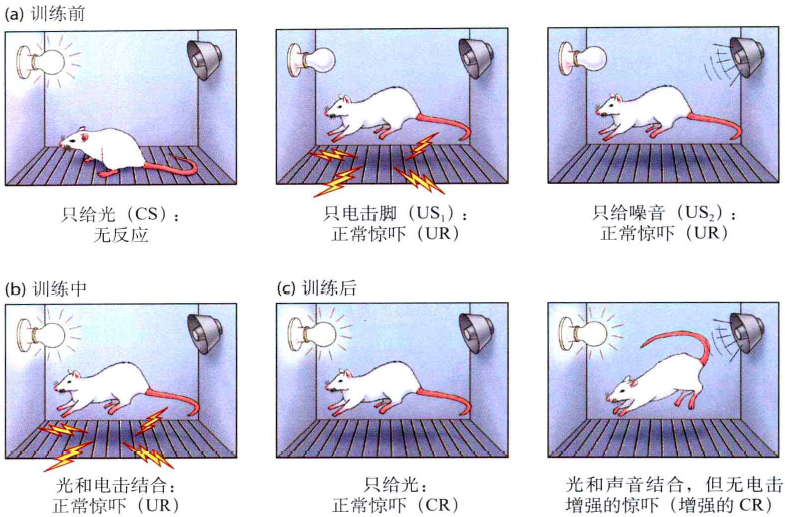 (a) 训练前
只给光（CS）：
无反应
只电击脚（US₁）：
正常惊吓（UR）
只给噪音（US₂）：
正常惊吓（UR）
(b) 训练中
(c) 训练后
光和电击结合：
正常惊吓（UR）
只给光：
正常惊吓（CR）
光和声音结合，但无电击
增强的惊吓（增强的 CR）